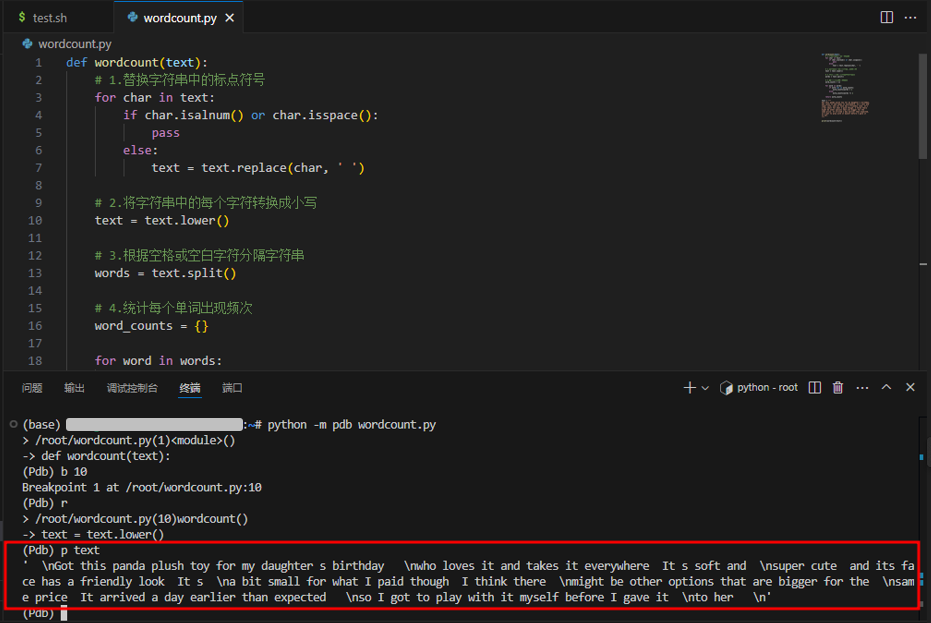 $ test.sh
wordcount.py ×
···
wordcount.py
1 def wordcount(text):
2 # 1.替换字符串中的标点符号
3 for char in text:
4 if char.isalnum() or char.isspace():
5 pass
6 else:
7 text = text.replace(char, ' ')
8
9 # 2.将字符串中的每个字符转换成小写
10 text = text.lower()
11
12 # 3.根据空格或空白字符分隔字符串
13 words = text.split()
14
15 # 4.统计每个单词出现频次
16 word_counts = {}
17
18 for word in words:
问题 输出 调试控制台 终端 端口
python - root
(base) :~# python -m pdb wordcount.py
> /root/wordcount.py(1)<module>()
-> def wordcount(text):
(Pdb) b 10
Breakpoint 1 at /root/wordcount.py:10
(Pdb) r
> /root/wordcount.py(10)wordcount()
-> text = text.lower()
(Pdb) p text
'  \nGot this panda plush toy for my daughter s birthday   \nwho loves it and takes it everywhere  It s soft and  \nsuper cute  and its fa
ce has a friendly look  It s  \na bit small for what I paid though  I think there  \nmight be other options that are bigger for the  \nsam
e price  It arrived a day earlier than expected   \nso I got to play with it myself before I gave it  \nto her   \n'
(Pdb)